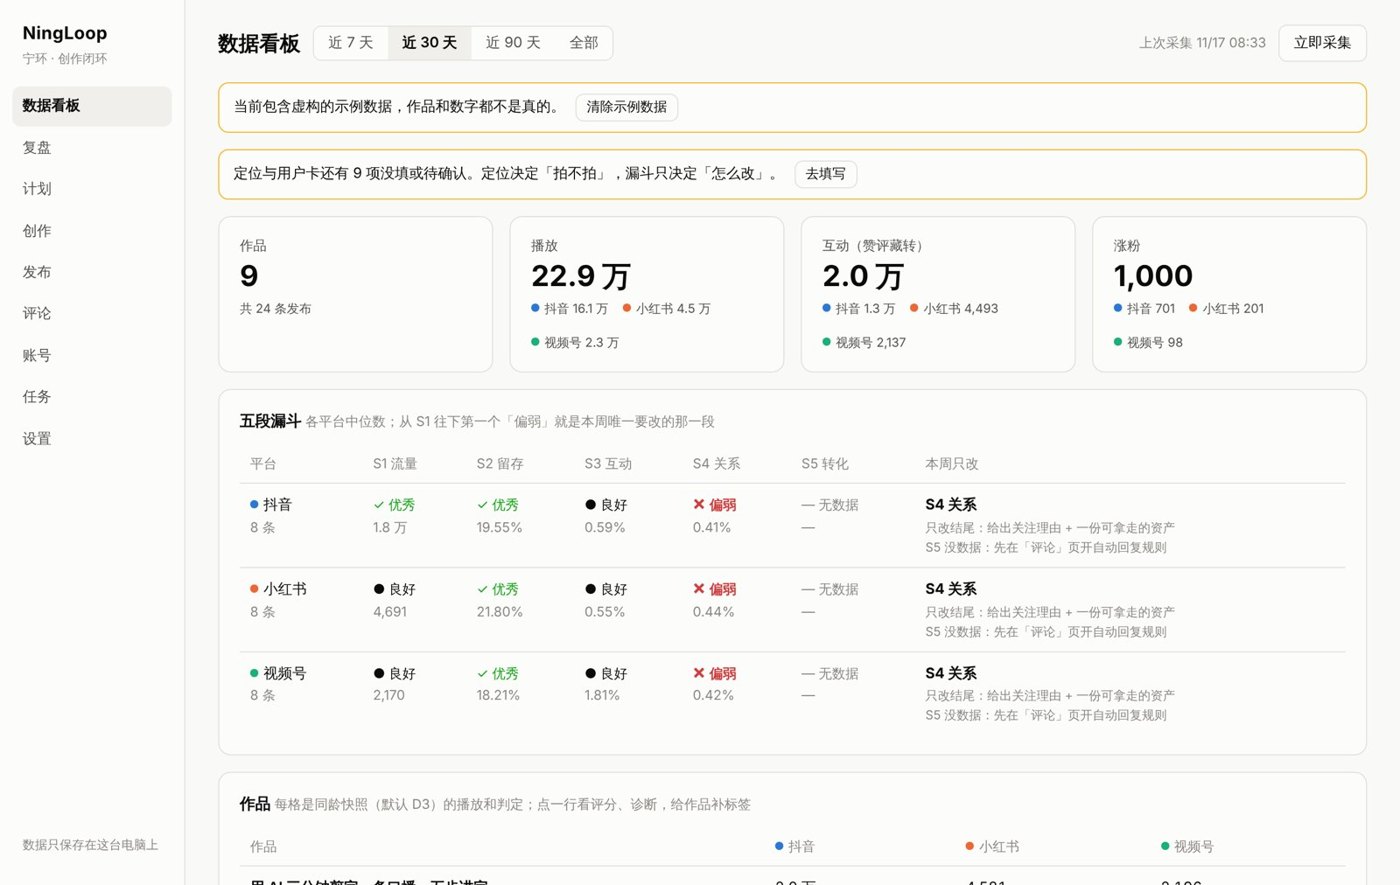 NingLoop
宁环 · 创作闭环
数据看板
复盘
计划
创作
发布
评论
账号
任务
设置
数据只保存在这台电脑上
数据看板 近 7 天 近 30 天 近 90 天 全部 上次采集 11/17 08:33 立即采集
当前包含虚构的示例数据，作品和数字都不是真的。 清除示例数据
定位与用户卡还有 9 项没填或待确认。定位决定「拍不拍」，漏斗只决定「怎么改」。 去填写
作品
9
共 24 条发布
播放
22.9 万
抖音 16.1 万 小红书 4.5 万
视频号 2.3 万
互动（赞评藏转）
2.0 万
抖音 1.3 万 小红书 4,493
视频号 2,137
涨粉
1,000
抖音 701 小红书 201
视频号 98
五段漏斗 各平台中位数；从 S1 往下第一个「偏弱」就是本周唯一要改的那一段
平台 S1 流量 S2 留存 S3 互动 S4 关系 S5 转化 本周只改
抖音 ✓ 优秀 ✓ 优秀 ● 良好 ✕ 偏弱 — 无数据 S4 关系
8 条 1.8 万 19.55% 0.59% 0.41% — 只改结尾：给出关注理由 + 一份可拿走的资产
S5 没数据：先在「评论」页开自动回复规则
小红书 ● 良好 ✓ 优秀 ● 良好 ✕ 偏弱 — 无数据 S4 关系
8 条 4,691 21.80% 0.55% 0.44% — 只改结尾：给出关注理由 + 一份可拿走的资产
S5 没数据：先在「评论」页开自动回复规则
视频号 ● 良好 ✓ 优秀 ● 良好 ✕ 偏弱 — 无数据 S4 关系
8 条 2,170 18.21% 1.81% 0.42% — 只改结尾：给出关注理由 + 一份可拿走的资产
S5 没数据：先在「评论」页开自动回复规则
作品 每格是同龄快照（默认 D3）的播放和判定；点一行看评分、诊断，给作品补标签
作品 抖音 小红书 视频号